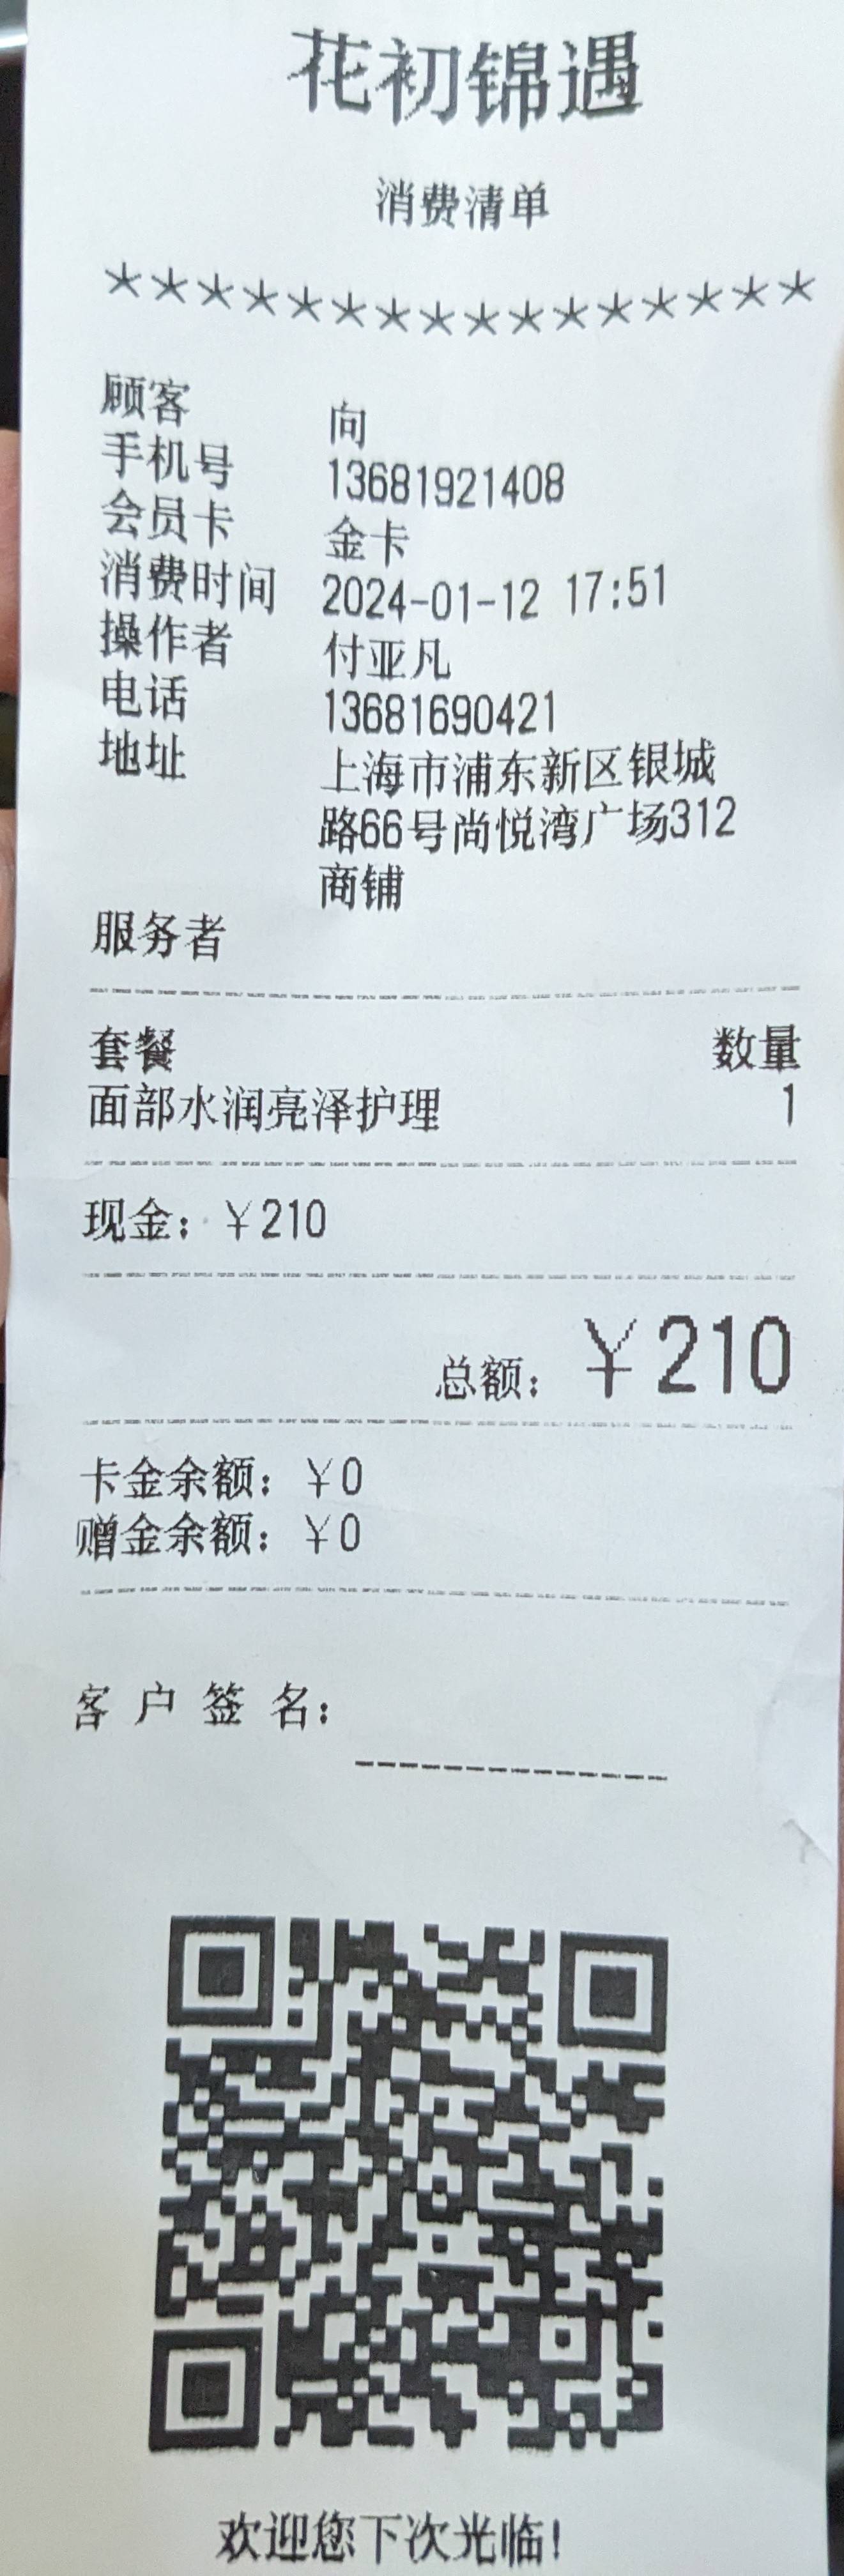 花初锦遇
消费清单
****************
顾客 向
手机号 13681921408
会员卡 金卡
消费时间 2024-01-12 17:51
操作者 付亚凡
电话 13681690421
地址 上海市浦东新区银城
路66号尚悦湾广场312
商铺
服务者
套餐 数量
面部水润亮泽护理 1
现金：￥210
总额：￥210
卡金余额：￥0
赠金余额：￥0
客 户 签 名：
欢迎您下次光临!